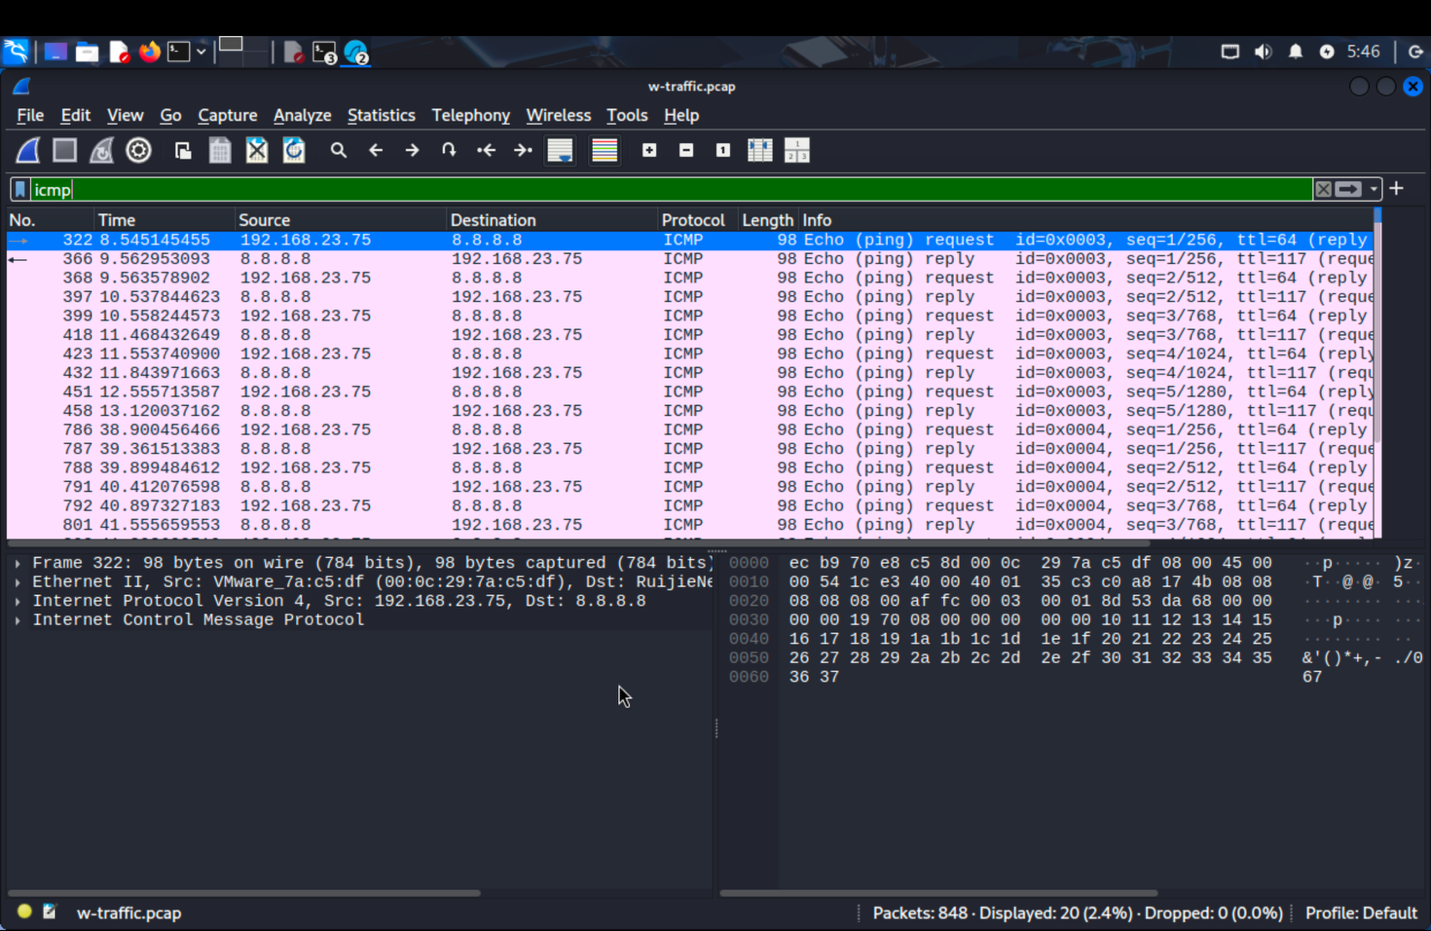 5:46
3
2
w-traffic.pcap
File Edit View Go Capture Analyze Statistics Telephony Wireless Tools Help
icmp
No. Time Source Destination Protocol Length Info
322 8.545145455 192.168.23.75 8.8.8.8 ICMP 98 Echo (ping) request id=0x0003, seq=1/256, ttl=64 (reply
366 9.562953093 8.8.8.8 192.168.23.75 ICMP 98 Echo (ping) reply id=0x0003, seq=1/256, ttl=117 (reque
368 9.563578902 192.168.23.75 8.8.8.8 ICMP 98 Echo (ping) request id=0x0003, seq=2/512, ttl=64 (reply
397 10.537844623 8.8.8.8 192.168.23.75 ICMP 98 Echo (ping) reply id=0x0003, seq=2/512, ttl=117 (reque
399 10.558244573 192.168.23.75 8.8.8.8 ICMP 98 Echo (ping) request id=0x0003, seq=3/768, ttl=64 (reply
418 11.468432649 8.8.8.8 192.168.23.75 ICMP 98 Echo (ping) reply id=0x0003, seq=3/768, ttl=117 (reque
423 11.553740900 192.168.23.75 8.8.8.8 ICMP 98 Echo (ping) request id=0x0003, seq=4/1024, ttl=64 (reply
432 11.843971663 8.8.8.8 192.168.23.75 ICMP 98 Echo (ping) reply id=0x0003, seq=4/1024, ttl=117 (requ
451 12.555713587 192.168.23.75 8.8.8.8 ICMP 98 Echo (ping) request id=0x0003, seq=5/1280, ttl=64 (reply
458 13.120037162 8.8.8.8 192.168.23.75 ICMP 98 Echo (ping) reply id=0x0003, seq=5/1280, ttl=117 (requ
786 38.900456466 192.168.23.75 8.8.8.8 ICMP 98 Echo (ping) request id=0x0004, seq=1/256, ttl=64 (reply
787 39.361513383 8.8.8.8 192.168.23.75 ICMP 98 Echo (ping) reply id=0x0004, seq=1/256, ttl=117 (reque
788 39.899484612 192.168.23.75 8.8.8.8 ICMP 98 Echo (ping) request id=0x0004, seq=2/512, ttl=64 (reply
791 40.412076598 8.8.8.8 192.168.23.75 ICMP 98 Echo (ping) reply id=0x0004, seq=2/512, ttl=117 (reque
792 40.897327183 192.168.23.75 8.8.8.8 ICMP 98 Echo (ping) request id=0x0004, seq=3/768, ttl=64 (reply
801 41.555659553 8.8.8.8 192.168.23.75 ICMP 98 Echo (ping) reply id=0x0004, seq=3/768, ttl=117 (reque
Frame 322: 98 bytes on wire (784 bits), 98 bytes captured (784 bits)
Ethernet II, Src: VMware_7a:c5:df (00:0c:29:7a:c5:df), Dst: RuijieNe
Internet Protocol Version 4, Src: 192.168.23.75, Dst: 8.8.8.8
Internet Control Message Protocol
0000 ec b9 70 e8 c5 8d 00 0c 29 7a c5 df 08 00 45 00 ··p····· )z
0010 00 54 1c e3 40 00 40 01 35 c3 c0 a8 17 4b 08 08 ·T··@·@· 5
0020 08 08 08 00 af fc 00 03 00 01 8d 53 da 68 00 00 ········ ···
0030 00 00 19 70 08 00 00 00 00 00 10 11 12 13 14 15 ···p···· ····
0040 16 17 18 19 1a 1b 1c 1d 1e 1f 20 21 22 23 24 25 ········ ··
0050 26 27 28 29 2a 2b 2c 2d 2e 2f 30 31 32 33 34 35 &'()*+,- ./0
0060 36 37 67
w-traffic.pcap
Packets: 848 · Displayed: 20 (2.4%) · Dropped: 0 (0.0%)
Profile: Default